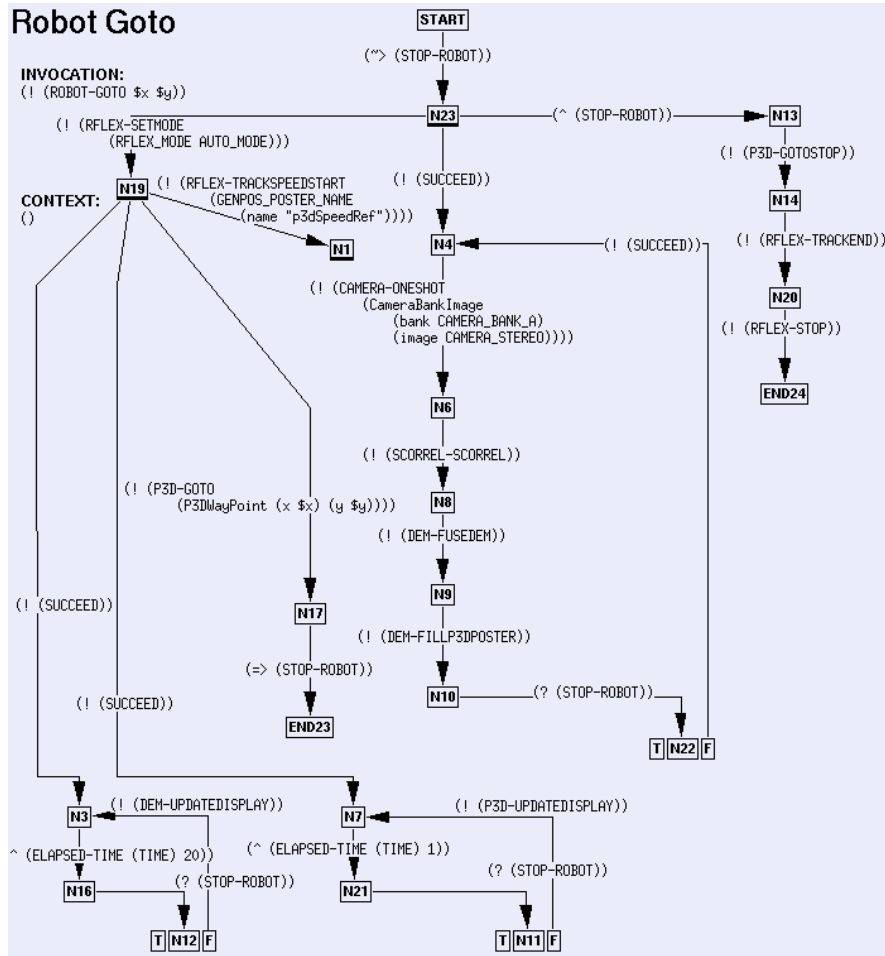 Robot Goto
START
(~> (STOP-ROBOT))
INVOCATION:
(! (ROBOT-GOTO $x $y))
N23
(^ (STOP-ROBOT))
N13
(! (RFLEX-SETMODE
(RFLEX_MODE AUTO_MODE)))
(! (P3D-GOTOSTOP))
N19
(! (RFLEX-TRACKSPEEDSTART
(GENPOS_POSTER_NAME
(name "p3dSpeedRef"))))
(! (SUCCEED))
CONTEXT:
()
N14
N1
N4
(! (SUCCEED))
(! (RFLEX-TRACKEND))
(! (CAMERA-ONESHOT
(CameraBankImage
(bank CAMERA_BANK_A)
(image CAMERA_STEREO))))
N20
(! (RFLEX-STOP))
END24
N6
(! (SCORREL-SCORREL))
(! (P3D-GOTO
(P3DWayPoint (x $x) (y $y))))
N8
(! (DEM-FUSEDEM))
N9
(! (SUCCEED))
N17
(! (DEM-FILLP3DPOSTER))
(=> (STOP-ROBOT))
N10
(? (STOP-ROBOT))
(! (SUCCEED))
END23
T N22 F
N3
(! (DEM-UPDATEDISPLAY))
N7
(! (P3D-UPDATEDISPLAY))
^ (ELAPSED-TIME (TIME) 20))
(^ (ELAPSED-TIME (TIME) 1))
N16
(? (STOP-ROBOT))
N21
(? (STOP-ROBOT))
T N12 F
T N11 F